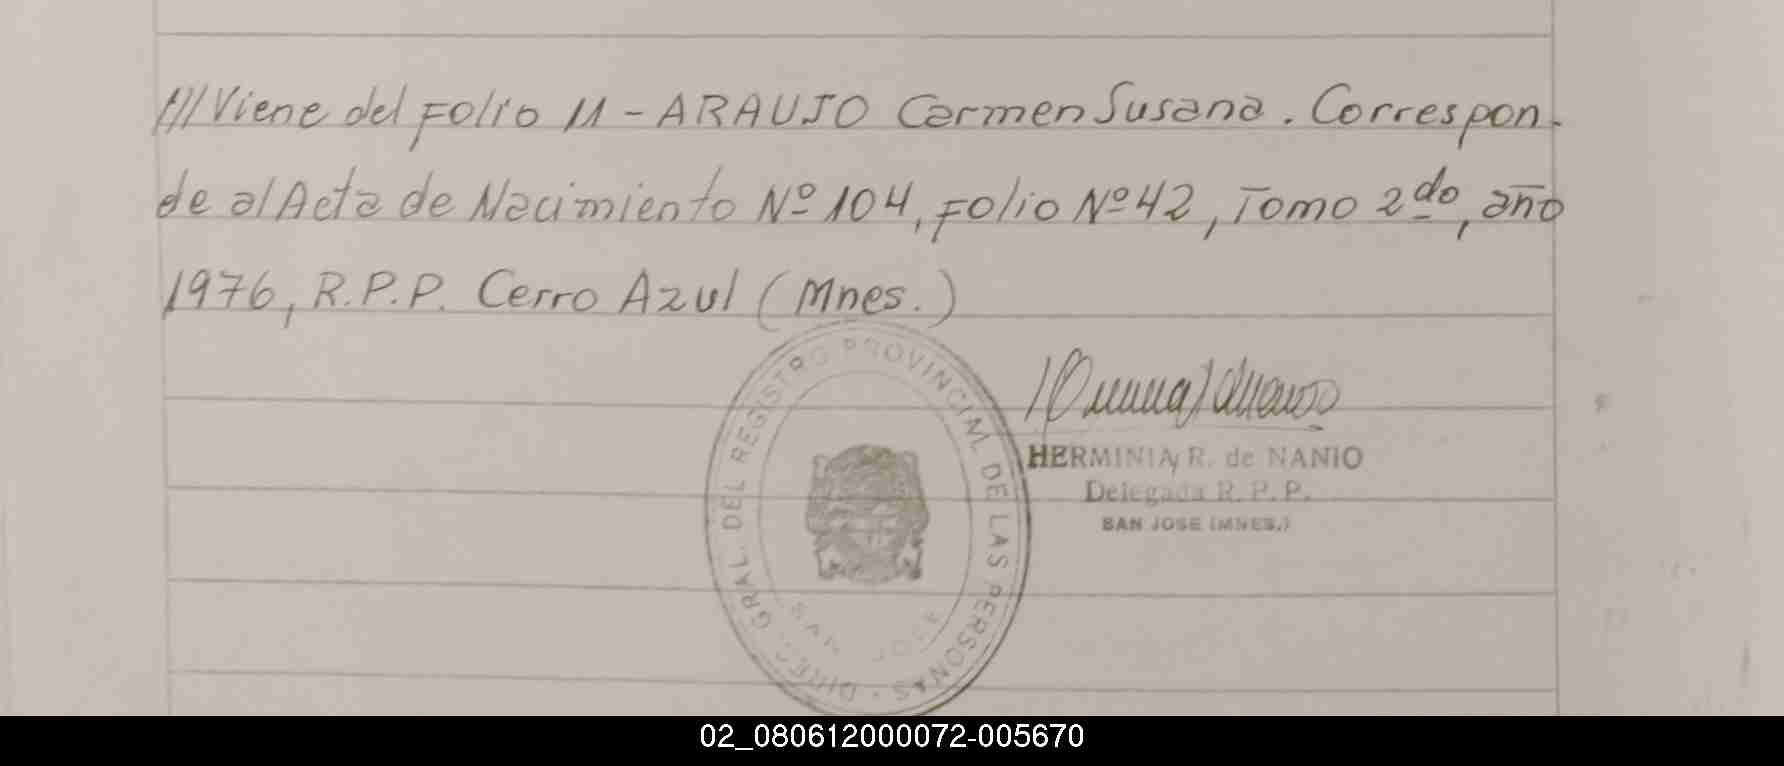 ///Viene del Folio 11 - ARAUJO Carmen Susana. Correspon-
de al Acta de Nacimiento Nº 104, Folio Nº 42, Tomo 2do, año
1976, R.P.P. Cerro Azul (Mnes.)
DIREC. GRAL. DEL REGISTRO PROVINCIAL DE LAS PERSONAS
SAN JOSE
HERMINIA R. de NANIO
Delegada R. P. P.
SAN JOSE (MNES.)
02_080612000072-005670